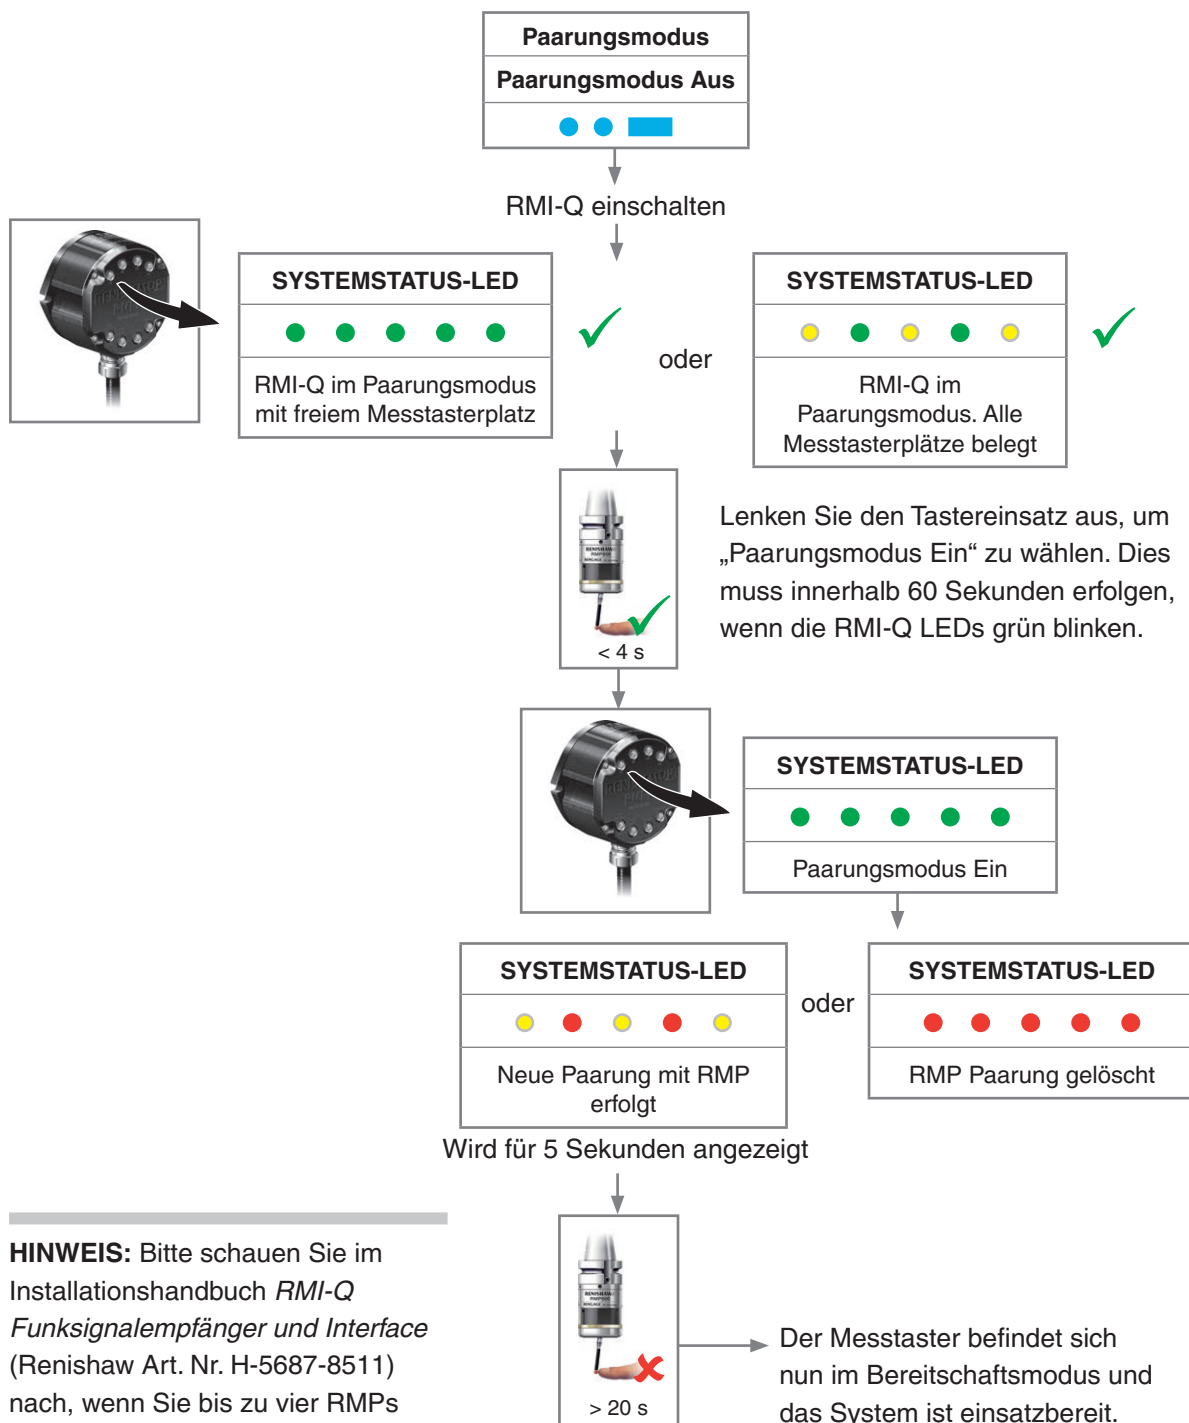 Paarungsmodus
Paarungsmodus Aus
RMI-Q einschalten
SYSTEMSTATUS-LED
RMI-Q im Paarungsmodus
mit freiem Messtasterplatz
oder
SYSTEMSTATUS-LED
RMI-Q im
Paarungsmodus. Alle
Messtasterplätze belegt
< 4 s
Lenken Sie den Tastereinsatz aus, um
„Paarungsmodus Ein“ zu wählen. Dies
muss innerhalb 60 Sekunden erfolgen,
wenn die RMI-Q LEDs grün blinken.
SYSTEMSTATUS-LED
Paarungsmodus Ein
SYSTEMSTATUS-LED
Neue Paarung mit RMP
erfolgt
oder
SYSTEMSTATUS-LED
RMP Paarung gelöscht
Wird für 5 Sekunden angezeigt
HINWEIS: Bitte schauen Sie im
Installationshandbuch RMI-Q
Funksignalempfänger und Interface
(Renishaw Art. Nr. H-5687-8511)
nach, wenn Sie bis zu vier RMPs
> 20 s
Der Messtaster befindet sich
nun im Bereitschaftsmodus und
das System ist einsatzbereit.